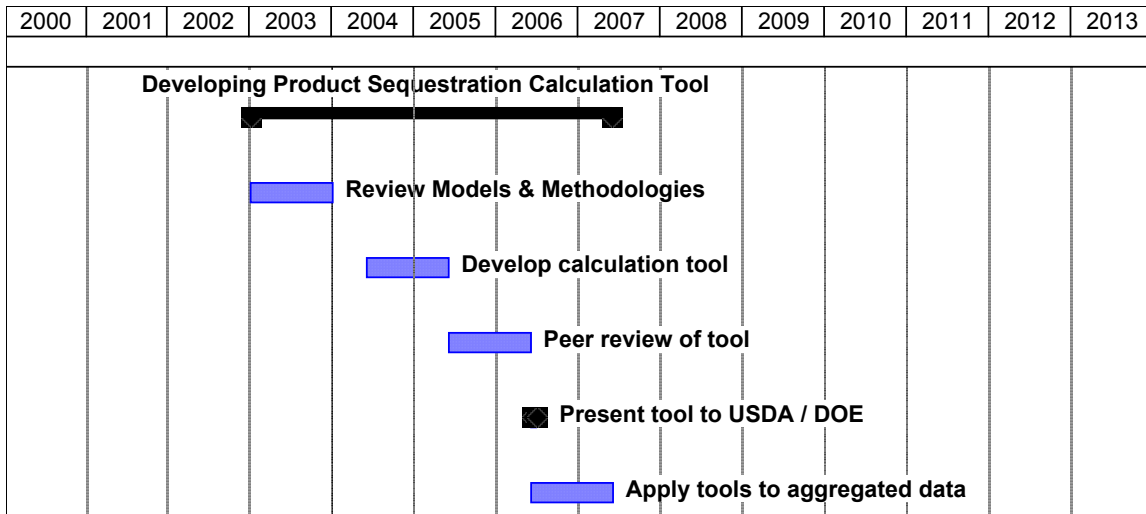 2000 2001 2002 2003 2004 2005 2006 2007 2008 2009 2010 2011 2012 2013
Developing Product Sequestration Calculation Tool
Review Models & Methodologies
Develop calculation tool
Peer review of tool
Present tool to USDA / DOE
Apply tools to aggregated data